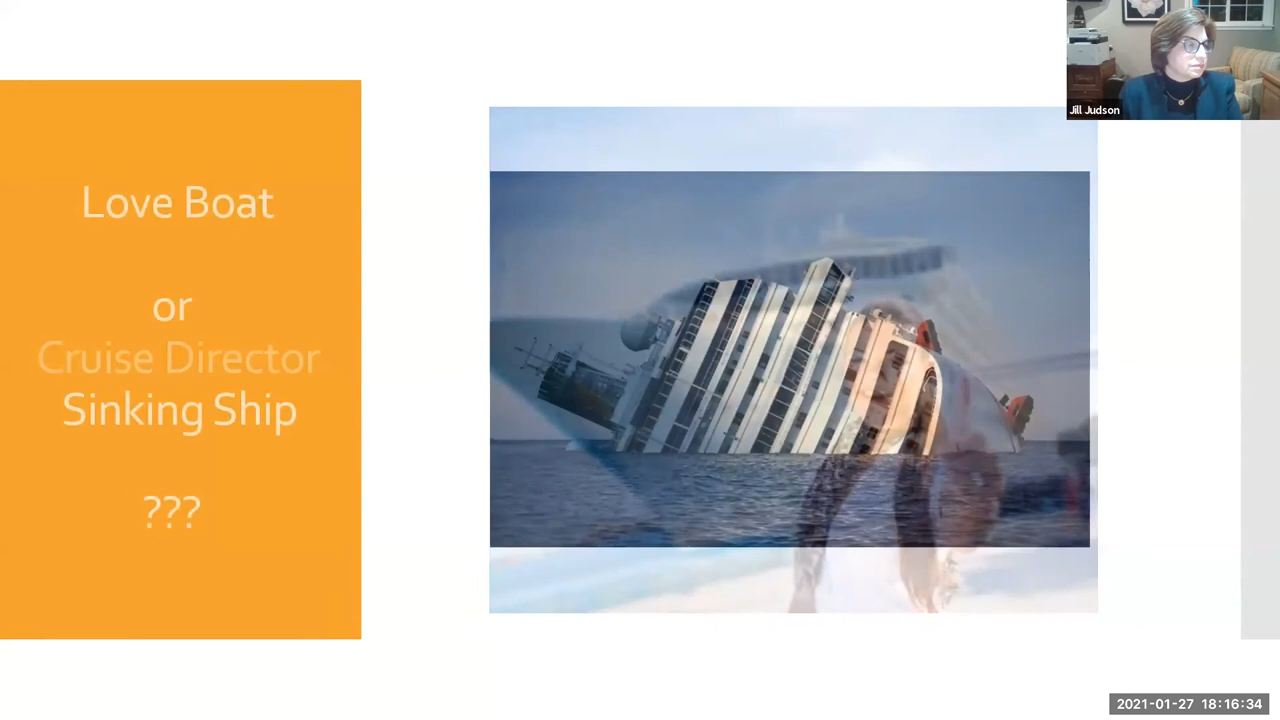 Love Boat
or
Cruise Director
Sinking Ship
???
Jill Judson
2021-01-27 18:16:34